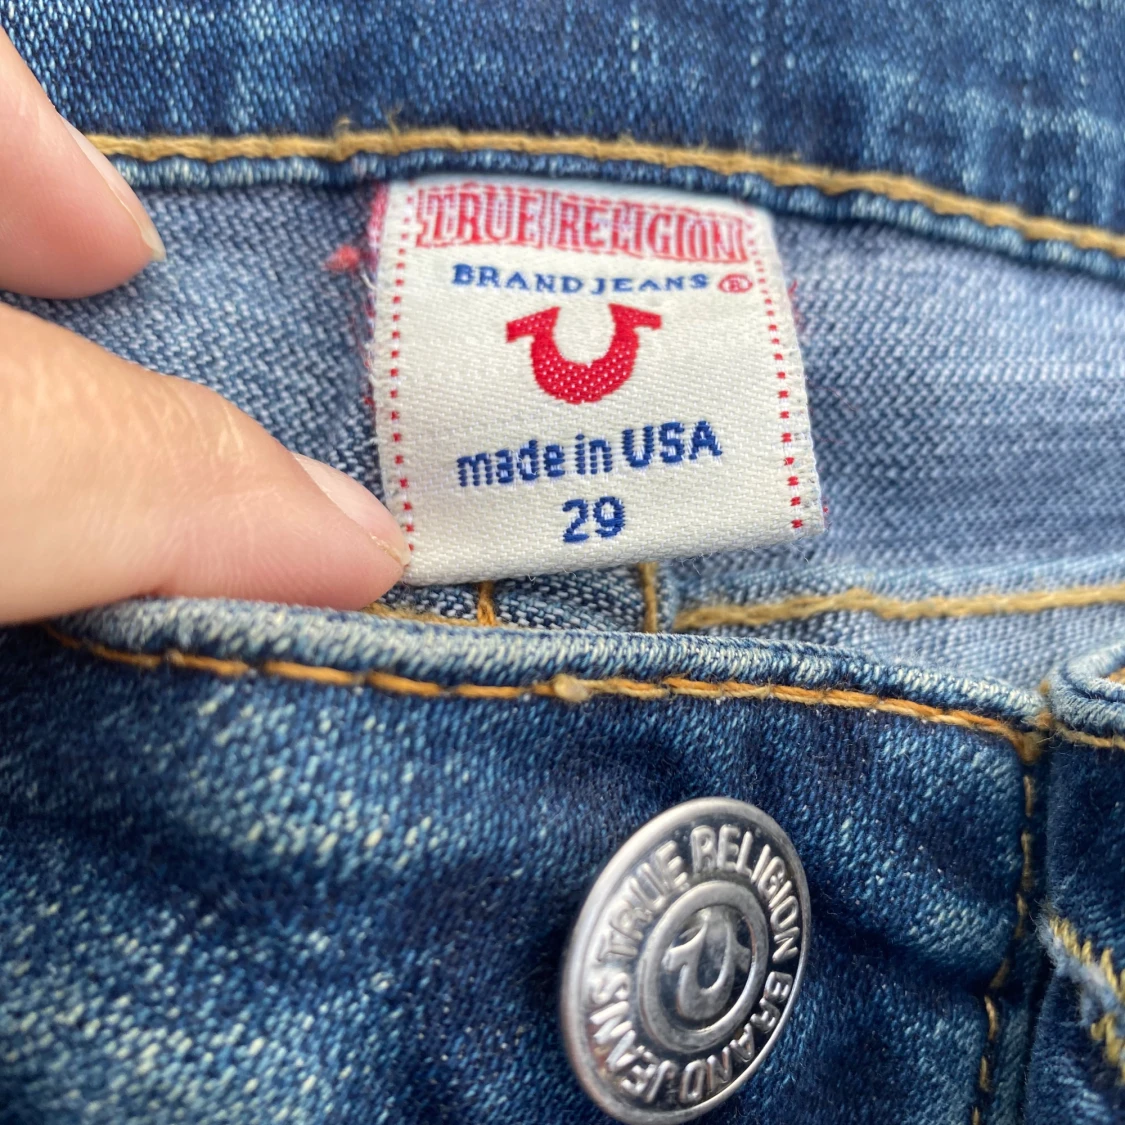 TRUE RELIGION
BRAND JEANS ®
made in USA
29
TRUE RELIGION BRAND JEANS